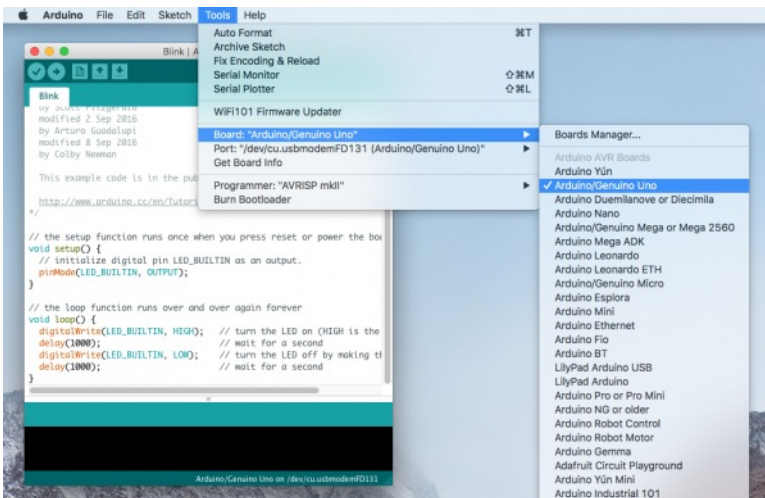 Arduino File Edit Sketch Tools Help
Auto Format ⌘T
Archive Sketch
Fix Encoding & Reload
Serial Monitor ⇧⌘M
Serial Plotter ⇧⌘L
WiFi101 Firmware Updater
Board: "Arduino/Genuino Uno"
Port: "/dev/cu.usbmodemFD131 (Arduino/Genuino Uno)"
Get Board Info
Programmer: "AVRISP mkII"
Burn Bootloader
Boards Manager...
Arduino AVR Boards
Arduino Yún
✓ Arduino/Genuino Uno
Arduino Duemilanove or Diecimila
Arduino Nano
Arduino/Genuino Mega or Mega 2560
Arduino Mega ADK
Arduino Leonardo
Arduino Leonardo ETH
Arduino/Genuino Micro
Arduino Esplora
Arduino Mini
Arduino Ethernet
Arduino Fio
Arduino BT
LilyPad Arduino USB
LilyPad Arduino
Arduino Pro or Pro Mini
Arduino NG or older
Arduino Robot Control
Arduino Robot Motor
Arduino Gemma
Adafruit Circuit Playground
Arduino Yún Mini
Arduino Industrial 101
Blink | A
Blink
by Scott Fitzgerald
modified 2 Sep 2016
by Arturo Guadalupi
modified 8 Sep 2016
by Colby Newman
This example code is in the pub
http://www.arduino.cc/en/Tutori
*/
// the setup function runs once when you press reset or power the boa
void setup() {
// initialize digital pin LED_BUILTIN as an output.
pinMode(LED_BUILTIN, OUTPUT);
}
// the loop function runs over and over again forever
void loop() {
digitalWrite(LED_BUILTIN, HIGH); // turn the LED on (HIGH is the
delay(1000); // wait for a second
digitalWrite(LED_BUILTIN, LOW); // turn the LED off by making th
delay(1000); // wait for a second
}
Arduino/Genuino Uno on /dev/cu.usbmodemFD131